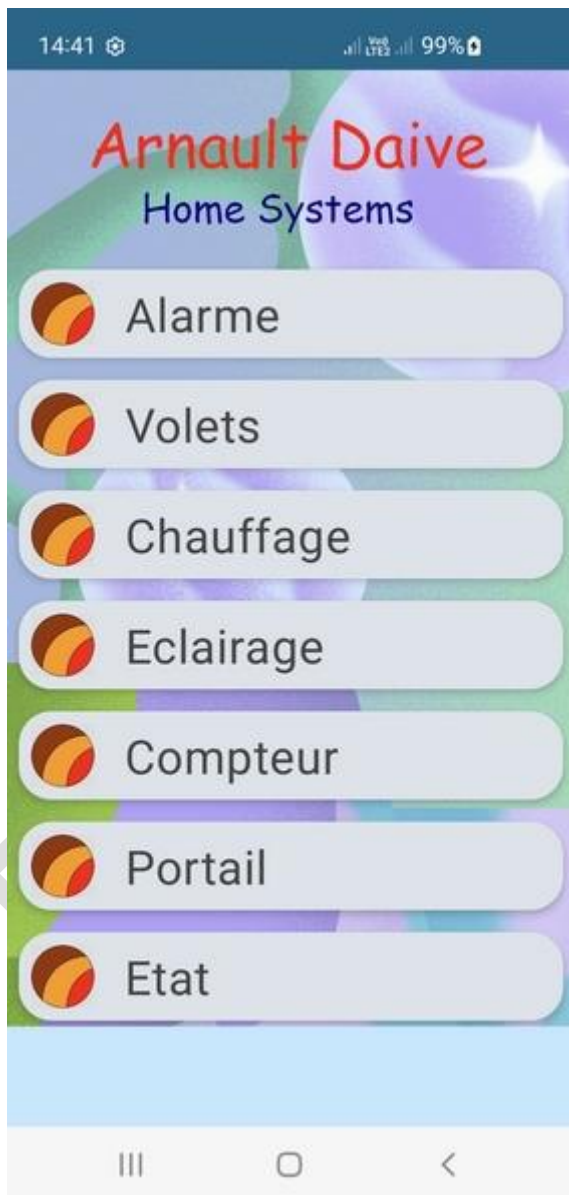 14:41 99%
Arnault Daive
Home Systems
Alarme
Volets
Chauffage
Eclairage
Compteur
Portail
Etat